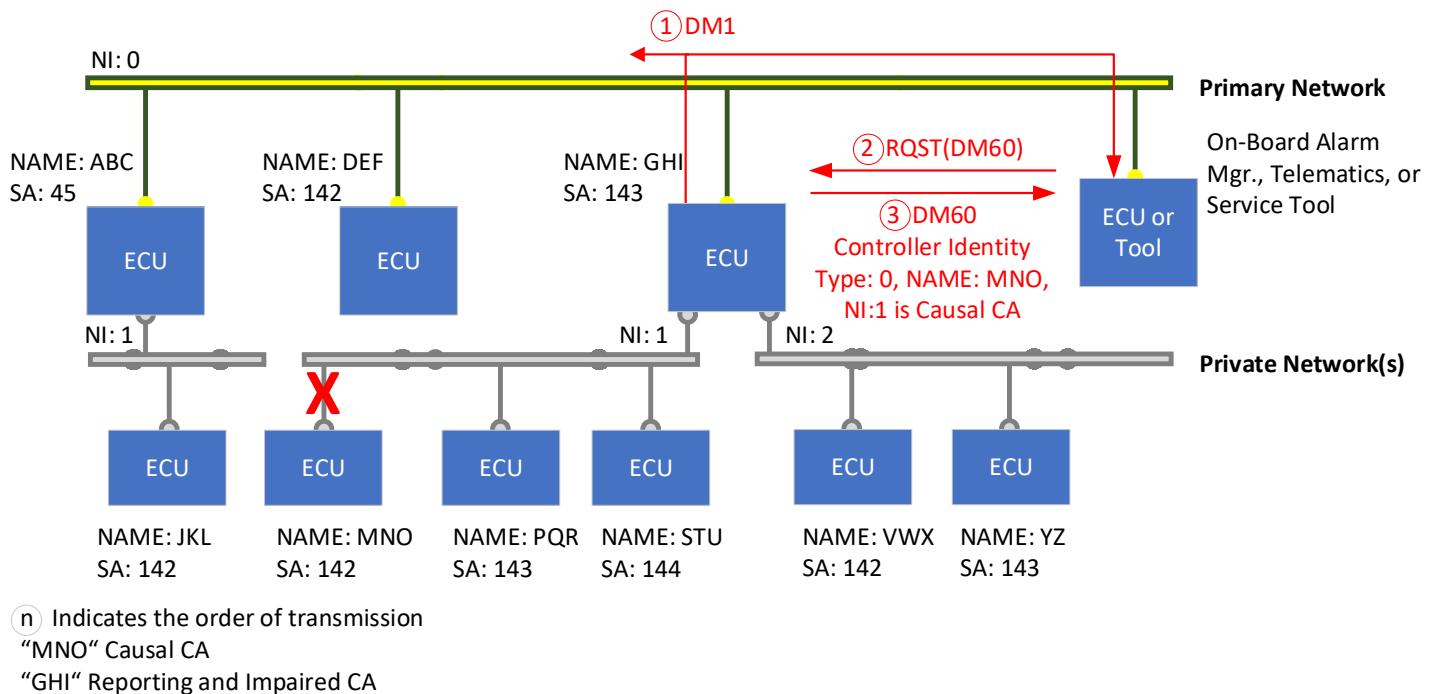 ① DM1
NI: 0
Primary Network
NAME: ABC
SA: 45
NAME: DEF
SA: 142
NAME: GHI
SA: 143
② RQST(DM60)
③ DM60
Controller Identity
Type: 0, NAME: MNO,
NI:1 is Causal CA
On-Board Alarm
Mgr., Telematics, or
Service Tool
ECU
ECU
ECU
ECU or
Tool
NI: 1
NI: 1
NI: 2
Private Network(s)
X
ECU
ECU
ECU
ECU
ECU
ECU
NAME: JKL
SA: 142
NAME: MNO
SA: 142
NAME: PQR
SA: 143
NAME: STU
SA: 144
NAME: VWX
SA: 142
NAME: YZ
SA: 143
ⓝ Indicates the order of transmission
“MNO“ Causal CA
“GHI“ Reporting and Impaired CA